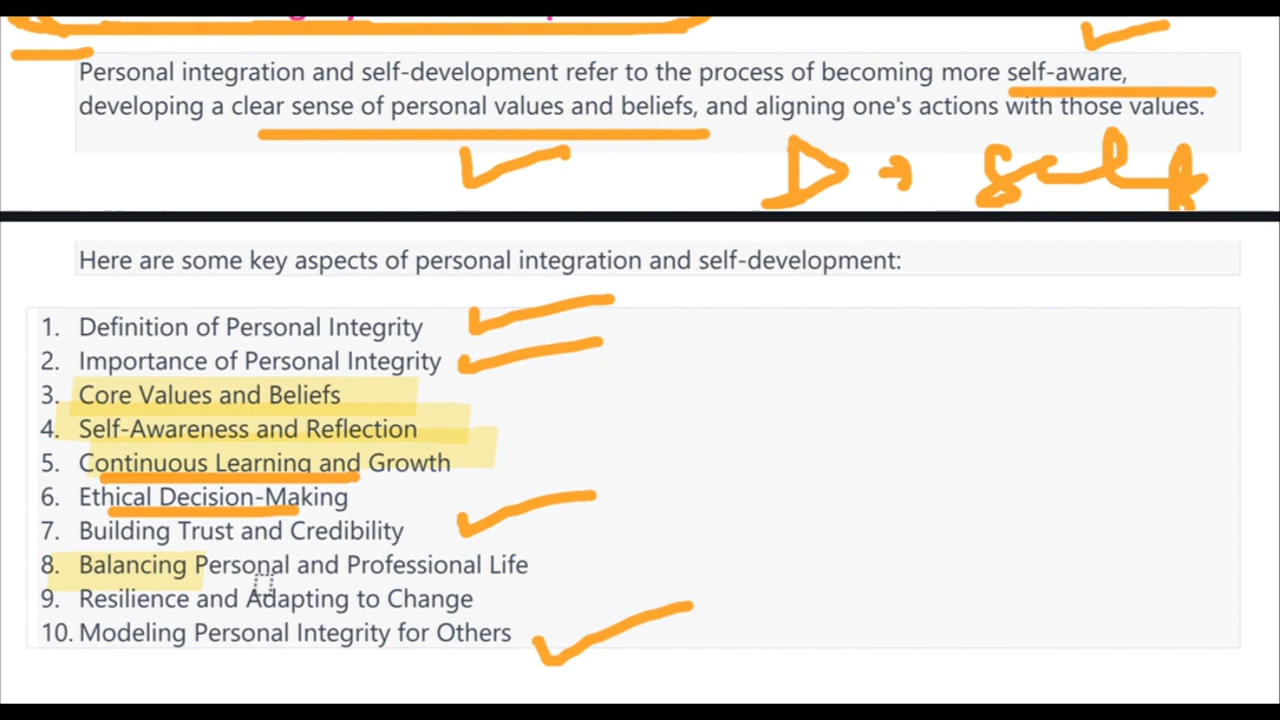 Personal integration and self-development refer to the process of becoming more self-aware,
developing a clear sense of personal values and beliefs, and aligning one's actions with those values.
D → self
Here are some key aspects of personal integration and self-development:
1. Definition of Personal Integrity
2. Importance of Personal Integrity
3. Core Values and Beliefs
4. Self-Awareness and Reflection
5. Continuous Learning and Growth
6. Ethical Decision-Making
7. Building Trust and Credibility
8. Balancing Personal and Professional Life
9. Resilience and Adapting to Change
10. Modeling Personal Integrity for Others